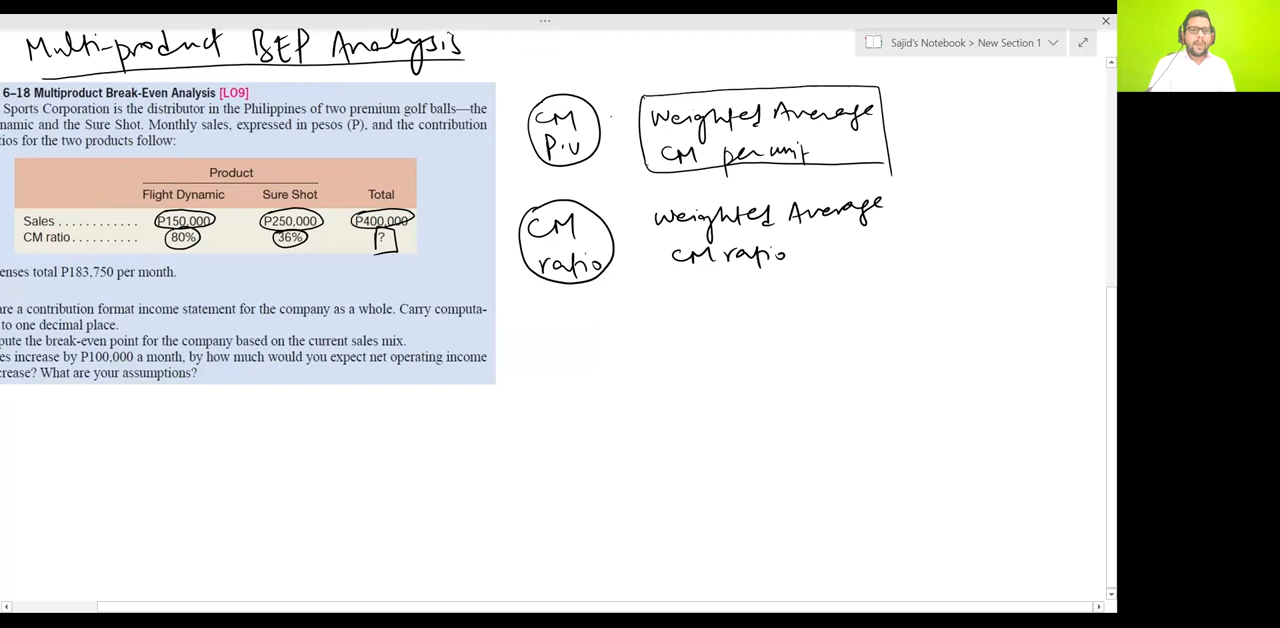 Multi-product BEP Analysis
Sajid's Notebook > New Section 1
6–18 Multiproduct Break-Even Analysis [LO9]
Sports Corporation is the distributor in the Philippines of two premium golf balls—the
namic and the Sure Shot. Monthly sales, expressed in pesos (P), and the contribution
tios for the two products follow:
Product
Flight Dynamic Sure Shot Total
Sales . . . . . . . . . . . . P150,000 P250,000 P400,000
CM ratio . . . . . . . . . . 80% 36% ?
enses total P183,750 per month.
are a contribution format income statement for the company as a whole. Carry computa-
to one decimal place.
pute the break-even point for the company based on the current sales mix.
es increase by P100,000 a month, by how much would you expect net operating income
crease? What are your assumptions?
CM
P.U
Weighted Average
CM per unit
CM
ratio
Weighted Average
CM ratio